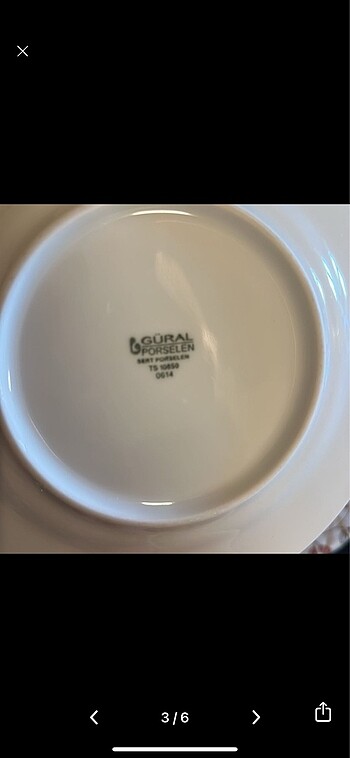 GÜRAL
PORSELEN
SERT PORSELEN
TS 10850
0614
3/6